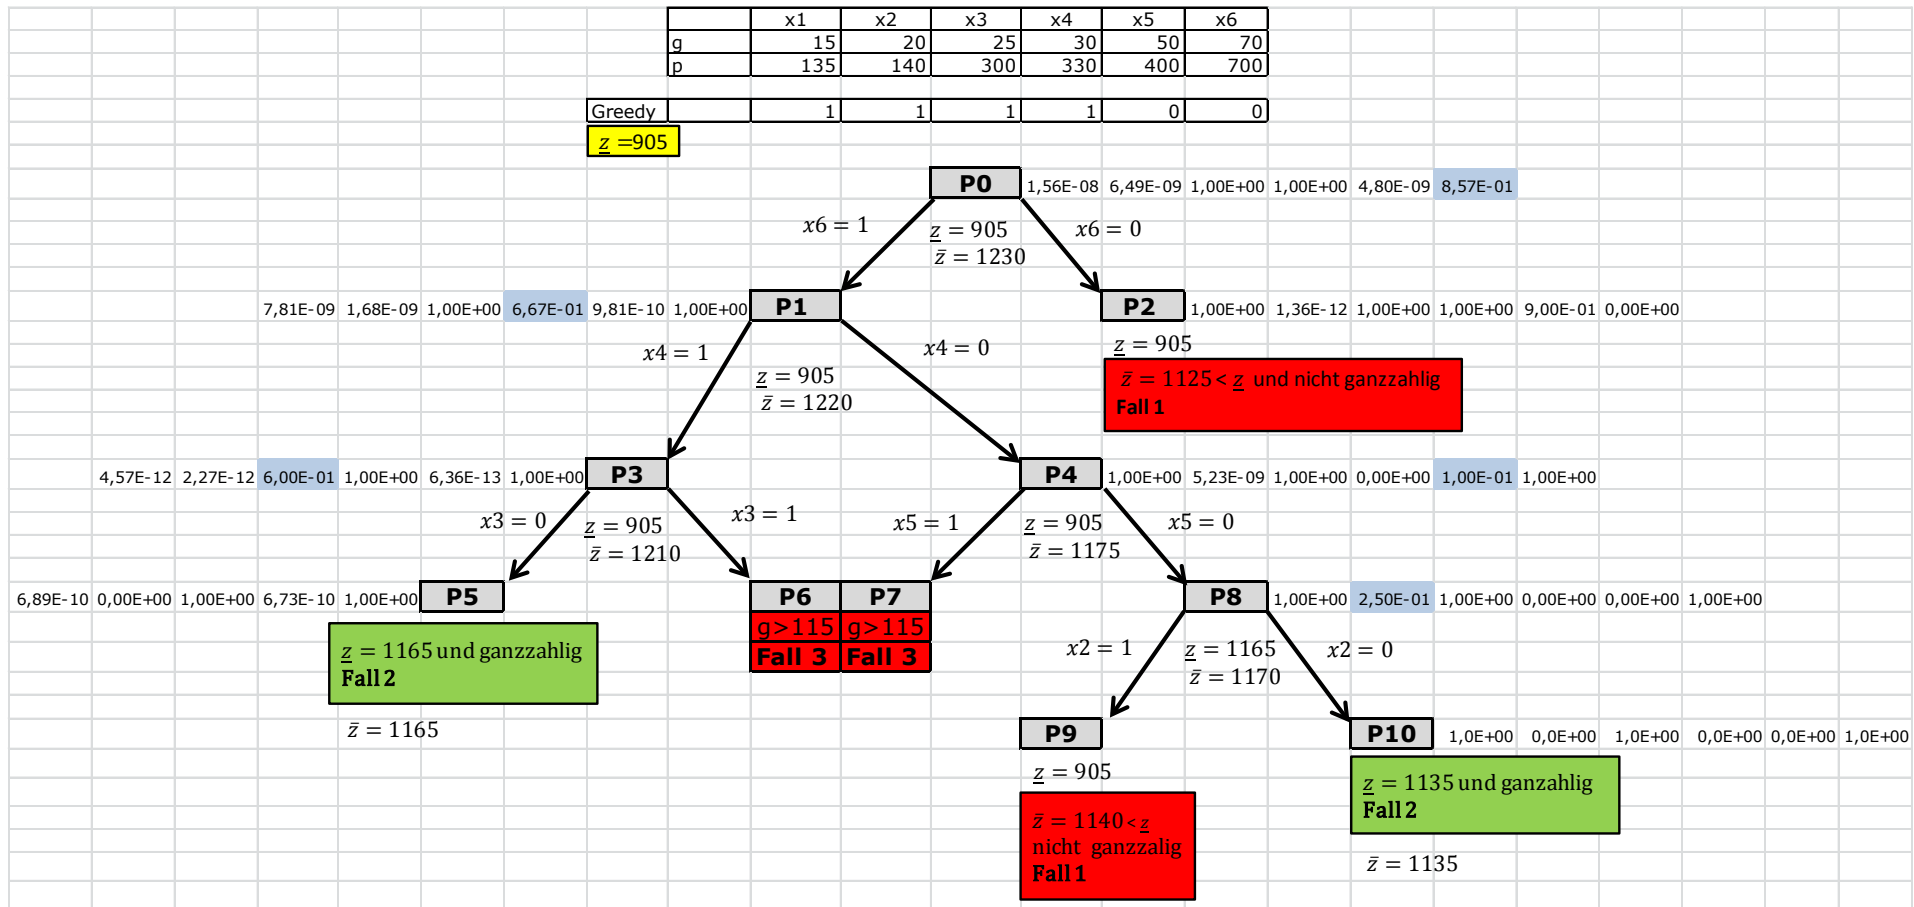 x1 x2 x3 x4 x5 x6
g 15 20 25 30 50 70
p 135 140 300 330 400 700
Greedy 1 1 1 1 0 0
z =905
P0 1,56E-08 6,49E-09 1,00E+00 1,00E+00 4,80E-09 8,57E-01
x6 = 1
z = 905
x6 = 0
z̄ = 1230
7,81E-09 1,68E-09 1,00E+00 6,67E-01 9,81E-10 1,00E+00 P1
P2 1,00E+00 1,36E-12 1,00E+00 1,00E+00 9,00E-01 0,00E+00
x4 = 1
x4 = 0
z = 905
z̄ = 1220
z = 905
z̄ = 1125 < z und nicht ganzzahlig
Fall 1
4,57E-12 2,27E-12 6,00E-01 1,00E+00 6,36E-13 1,00E+00 P3
P4 1,00E+00 5,23E-09 1,00E+00 0,00E+00 1,00E-01 1,00E+00
x3 = 0
z = 905
z̄ = 1210
x3 = 1
x5 = 1
z = 905
z̄ = 1175
x5 = 0
6,89E-10 0,00E+00 1,00E+00 6,73E-10 1,00E+00 P5
P6 P7
g>115 g>115
Fall 3 Fall 3
P8 1,00E+00 2,50E-01 1,00E+00 0,00E+00 0,00E+00 1,00E+00
z = 1165 und ganzzahlig
Fall 2
z̄ = 1165
x2 = 1
z = 1165
z̄ = 1170
x2 = 0
P9
z = 905
z̄ = 1140 < z
nicht ganzzalig
Fall 1
P10 1,0E+00 0,0E+00 1,0E+00 0,0E+00 0,0E+00 1,0E+00
z = 1135 und ganzahlig
Fall 2
z̄ = 1135